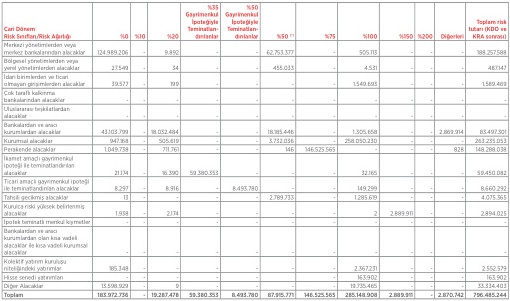 %35 %50
Gayrimenkul Gayrimenkul
İpoteğiyle İpoteğiyle Toplam risk
Cari Dönem Teminatlan- Teminatlan- tutarı (KDO ve
Risk Sınıfları/Risk Ağırlığı %0 %10 %20 dırılanlar dırılanlar %50 (*) %75 %100 %150 %200 Diğerleri KRA sonrası)
Merkezi yönetimlerden veya
merkez bankalarından alacaklar 124.989.206 - 9.892 - - 62.753.377 - 505.113 - - - 188.257.588
Bölgesel yönetimlerden veya
yerel yönetimlerden alacaklar 27.549 - 34 - - 455.033 - 4.531 - - - 487.147
İdari birimlerden ve ticari
olmayan girişimlerden alacaklar 39.577 - 199 - - - - 1.549.693 - - - 1.589.469
Çok taraflı kalkınma
bankalarından alacaklar - - - - - - - - - - - -
Uluslararası teşkilatlardan
alacaklar - - - - - - - - - - - -
Bankalardan ve aracı
kurumlardan alacaklar 43.103.799 - 18.032.484 - - 18.185.446 - 1.305.658 - - 2.869.914 83.497.301
Kurumsal alacaklar 947.168 - 505.619 - - 3.732.036 - 258.050.230 - - - 263.235.053
Perakende alacaklar 1.049.738 - 711.761 - - 146 146.525.565 - - - 828 148.288.038
İkamet amaçlı gayrimenkul
ipoteği ile teminatlandırılan
alacaklar 21.174 - 16.390 59.380.353 - - - 32.165 - - - 59.450.082
Ticari amaçlı gayrimenkul ipoteği
ile teminatlandırılan alacaklar 8.297 - 8.916 - 8.493.780 - - 149.299 - - - 8.660.292
Tahsili gecikmiş alacaklar 13 - - - - 2.789.733 - 1.285.619 - - - 4.075.365
Kurulca riski yüksek belirlenmiş
alacaklar 1.938 - 2.174 - - - - 2 2.889.911 - - 2.894.025
İpotek teminatlı menkul kıymetler - - - - - - - - - - - -
Bankalardan ve aracı
kurumlardan olan kısa vadeli
alacaklar ile kısa vadeli kurumsal
alacaklar - - - - - - - - - - - -
Kolektif yatırım kuruluşu
niteliğindeki yatırımlar 185.348 - - - - - - 2.367.231 - - - 2.552.579
Hisse senedi yatırımları - - - - - - - 163.902 - - - 163.902
Diğer Alacaklar 13.598.929 - 9 - - - - 19.735.465 - - - 33.334.403
Toplam 183.972.736 - 19.287.478 59.380.353 8.493.780 87.915.771 146.525.565 285.148.908 2.889.911 - 2.870.742 796.485.244